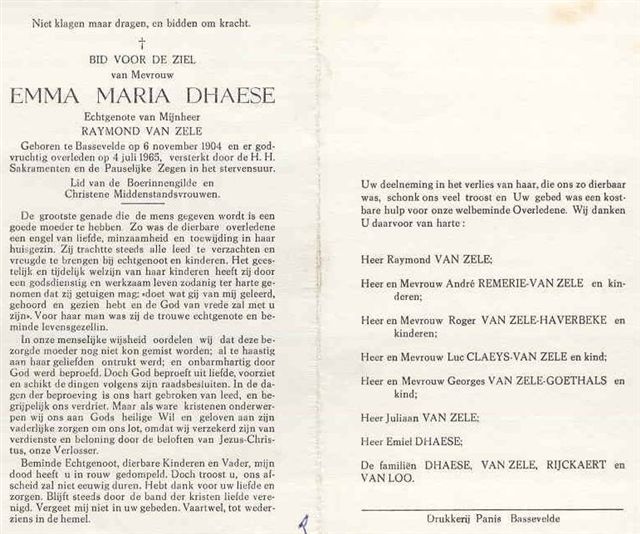 Niet klagen maar dragen, en bidden om kracht.
†
BID VOOR DE ZIEL
van Mevrouw
EMMA MARIA DHAESE
Echtgenote van Mijnheer
RAYMOND VAN ZELE
Geboren te Bassevelde op 6 november 1904 en er god-
vruchtig overleden op 4 juli 1965, versterkt door de H. H.
Sakramenten en de Pauselijke Zegen in het stervensuur.
Lid van de Boerinnengilde en
Christene Middenstandsvrouwen.
De grootste genade die de mens gegeven wordt is een
goede moeder te hebben. Zo was de dierbare overledene
een engel van liefde, minzaamheid en toewijding in haar
huisgezin. Zij trachtte steeds alle leed te verzachten en
vreugde te brengen bij echtgenoot en kinderen. Het gees-
telijk en tijdelijk welzijn van haar kinderen heeft zij door
een godsdienstig en werkzaam leven zodanig ter harte ge-
nomen dat zij getuigen mag: «doet wat gij van mij geleerd,
gehoord en gezien hebt en de God van vrede zal met u
zijn». Voor haar man was zij de trouwe echtgenote en be-
minde levensgezellin.
In onze menselijke wijsheid oordelen wij dat deze be-
zorgde moeder nog niet kon gemist worden; al te haastig
aan haar geliefden ontrukt werd; en onbarmhartig door
God werd beproefd. Doch God beproeft uit liefde, voorziet
en schikt de dingen volgens zijn raadsbesluiten. In de da-
gen der beproeving is ons hart gebroken van leed, en be-
grijpelijk ons verdriet. Maar als ware kristenen onderwer-
pen wij ons aan Gods heilige Wil en geloven aan zijn
vaderlijke zorgen om ons lot, omdat wij verzekerd zijn van
verdienste en beloning door de beloften van Jezus-Chris-
tus, onze Verlosser.
Beminde Echtgenoot, dierbare Kinderen en Vader, mijn
dood heeft u in rouw gedompeld. Doch troost u, ons af-
scheid zal niet eeuwig duren. Hebt dank voor uw liefde en
zorgen. Blijft steeds door de band der kristen liefde vere-
nigd. Vergeet mij niet in uw gebeden. Vaartwel, tot weder-
ziens in de hemel.
Uw deelneming in het verlies van haar, die ons zo dierbaar
was, schonk ons veel troost en Uw gebed was een kost-
bare hulp voor onze welbeminde Overledene. Wij danken
U daarvoor van harte:
Heer Raymond VAN ZELE;
Heer en Mevrouw André REMERIE-VAN ZELE en kin-
deren;
Heer en Mevrouw Roger VAN ZELE-HAVERBEKE en
kinderen;
Heer en Mevrouw Luc CLAEYS-VAN ZELE en kind;
Heer en Mevrouw Georges VAN ZELE-GOETHALS en
kind;
Heer Juliaan VAN ZELE;
Heer Emiel DHAESE;
De familiën DHAESE, VAN ZELE, RIJCKAERT en
VAN LOO.
Drukkerij Panis Bassevelde